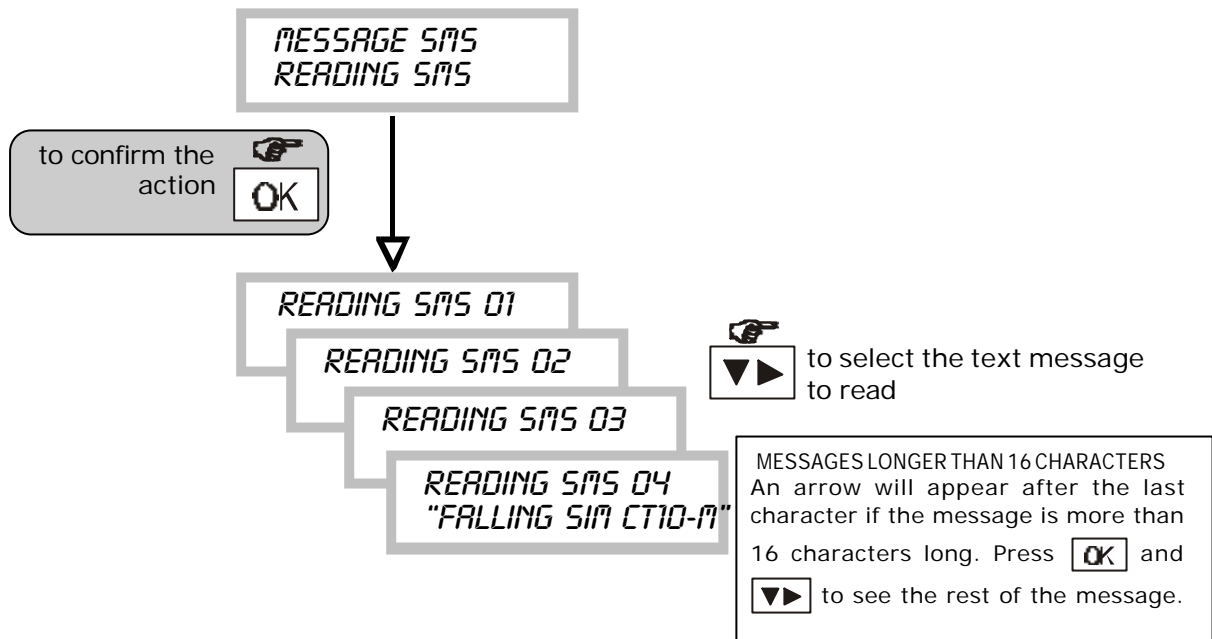 MESSAGE SMS
READING SMS
to confirm the
action
OK
READING SMS 01
READING SMS 02
READING SMS 03
READING SMS 04
"FALLING SIM CT10-M"
to select the text message
to read
MESSAGES LONGER THAN 16 CHARACTERS
An arrow will appear after the last
character if the message is more than
16 characters long. Press OK and
▼▶ to see the rest of the message.